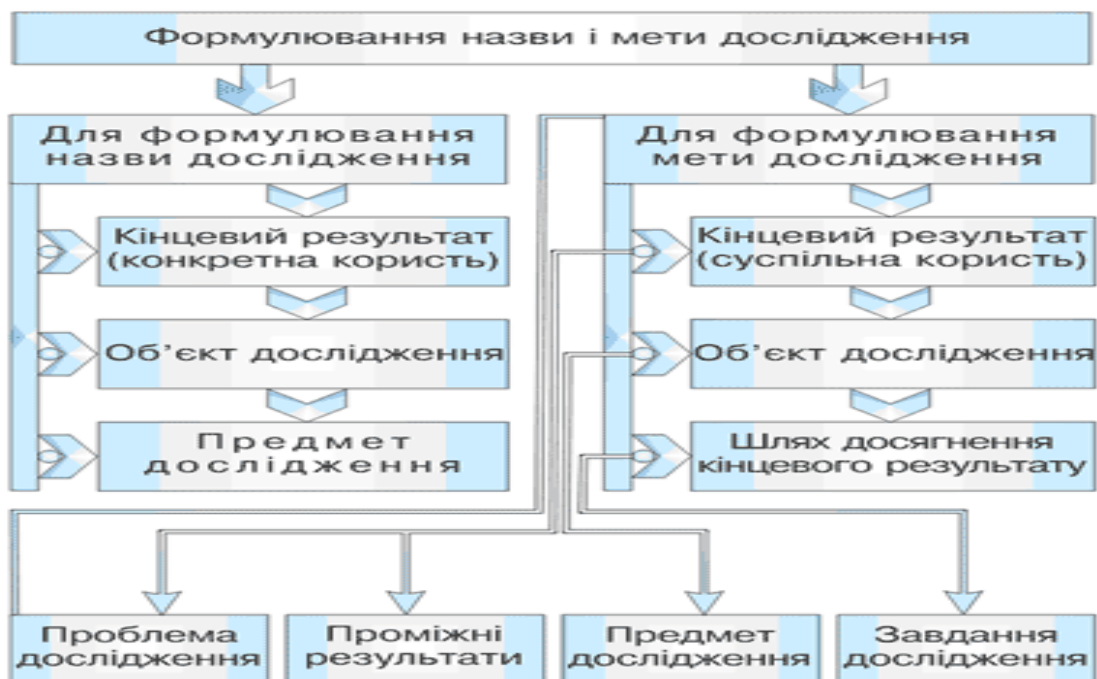 Формулювання назви і мети дослідження
Для формулювання
назви дослідження
Кінцевий результат
(конкретна користь)
Об’єкт дослідження
Предмет
дослідження
Для формулювання
мети дослідження
Кінцевий результат
(суспільна користь)
Об’єкт дослідження
Шлях досягнення
кінцевого результату
Проблема
дослідження
Проміжні
результати
Предмет
дослідження
Завдання
дослідження